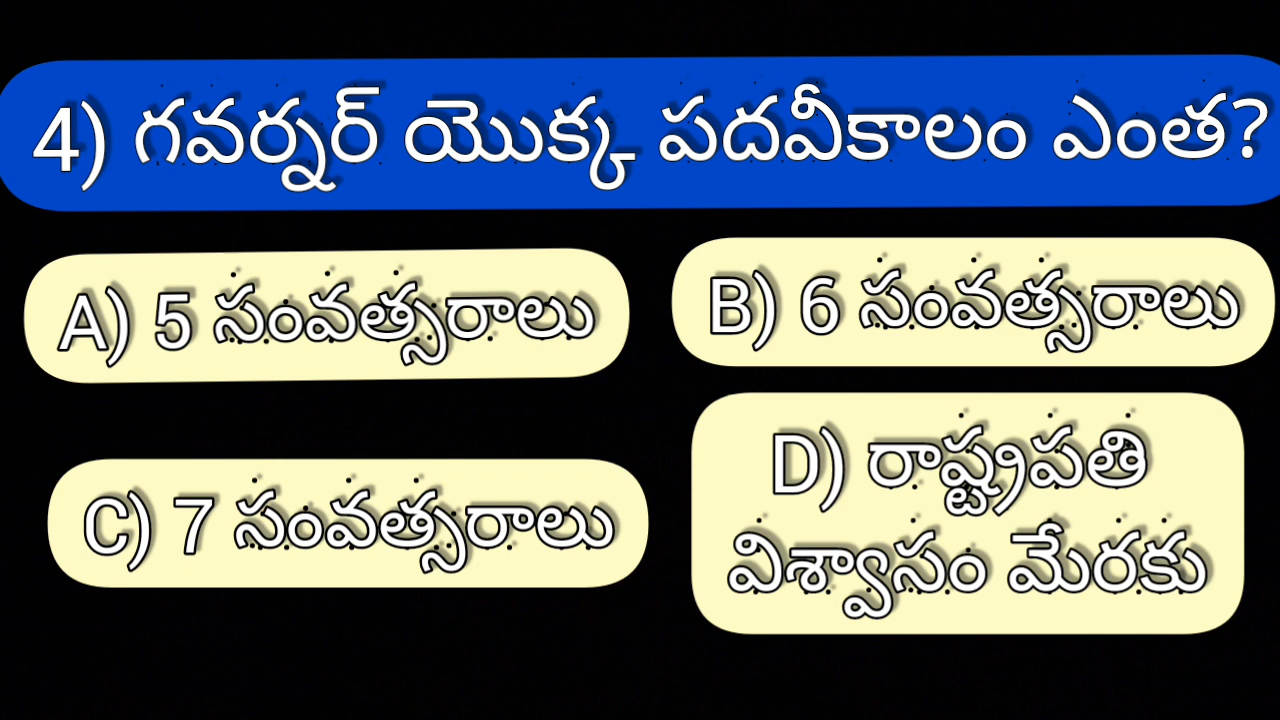 4) గవర్నర్ యొక్క పదవీకాలం ఎంత?
A) 5 సంవత్సరాలు
B) 6 సంవత్సరాలు
C) 7 సంవత్సరాలు
D) రాష్ట్రపతి
విశ్వాసం మేరకు